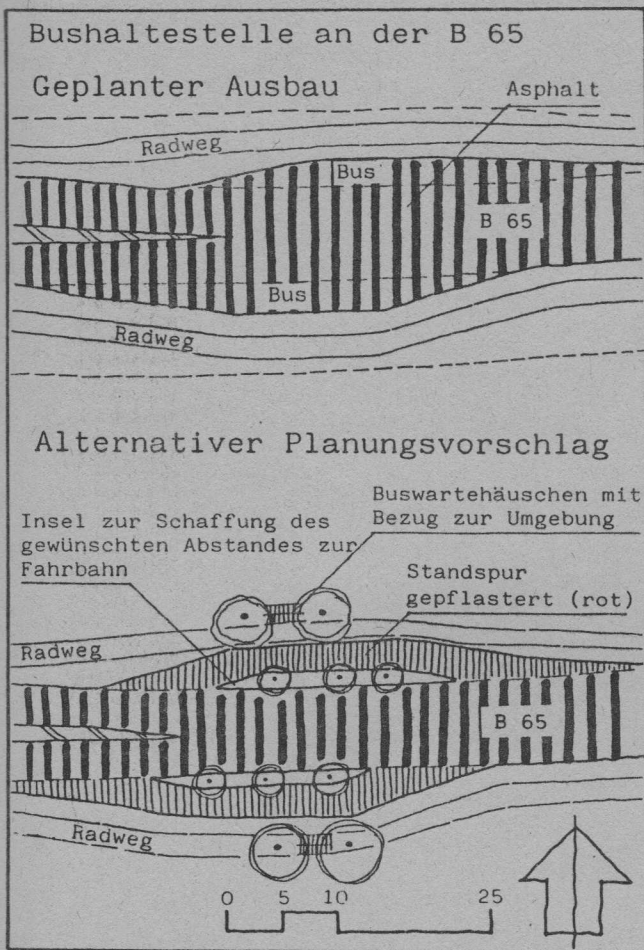 Bushaltestelle an der B 65
Geplanter Ausbau
Asphalt
Radweg
Bus
B 65
Bus
Radweg
Alternativer Planungsvorschlag
Buswartehäuschen mit
Bezug zur Umgebung
Insel zur Schaffung des
gewünschten Abstandes zur
Fahrbahn
Standspur
gepflastert (rot)
Radweg
B 65
Radweg
0 5 10 25